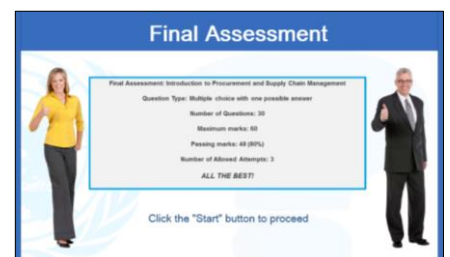 Final Assessment
Final Assessment: Introduction to Procurement and Supply Chain Management
Question Type: Multiple choice with one possible answer
Number of Questions: 30
Maximum marks: 60
Passing marks: 48 (80%)
Number of Allowed Attempts: 3
ALL THE BEST!
Click the "Start" button to proceed